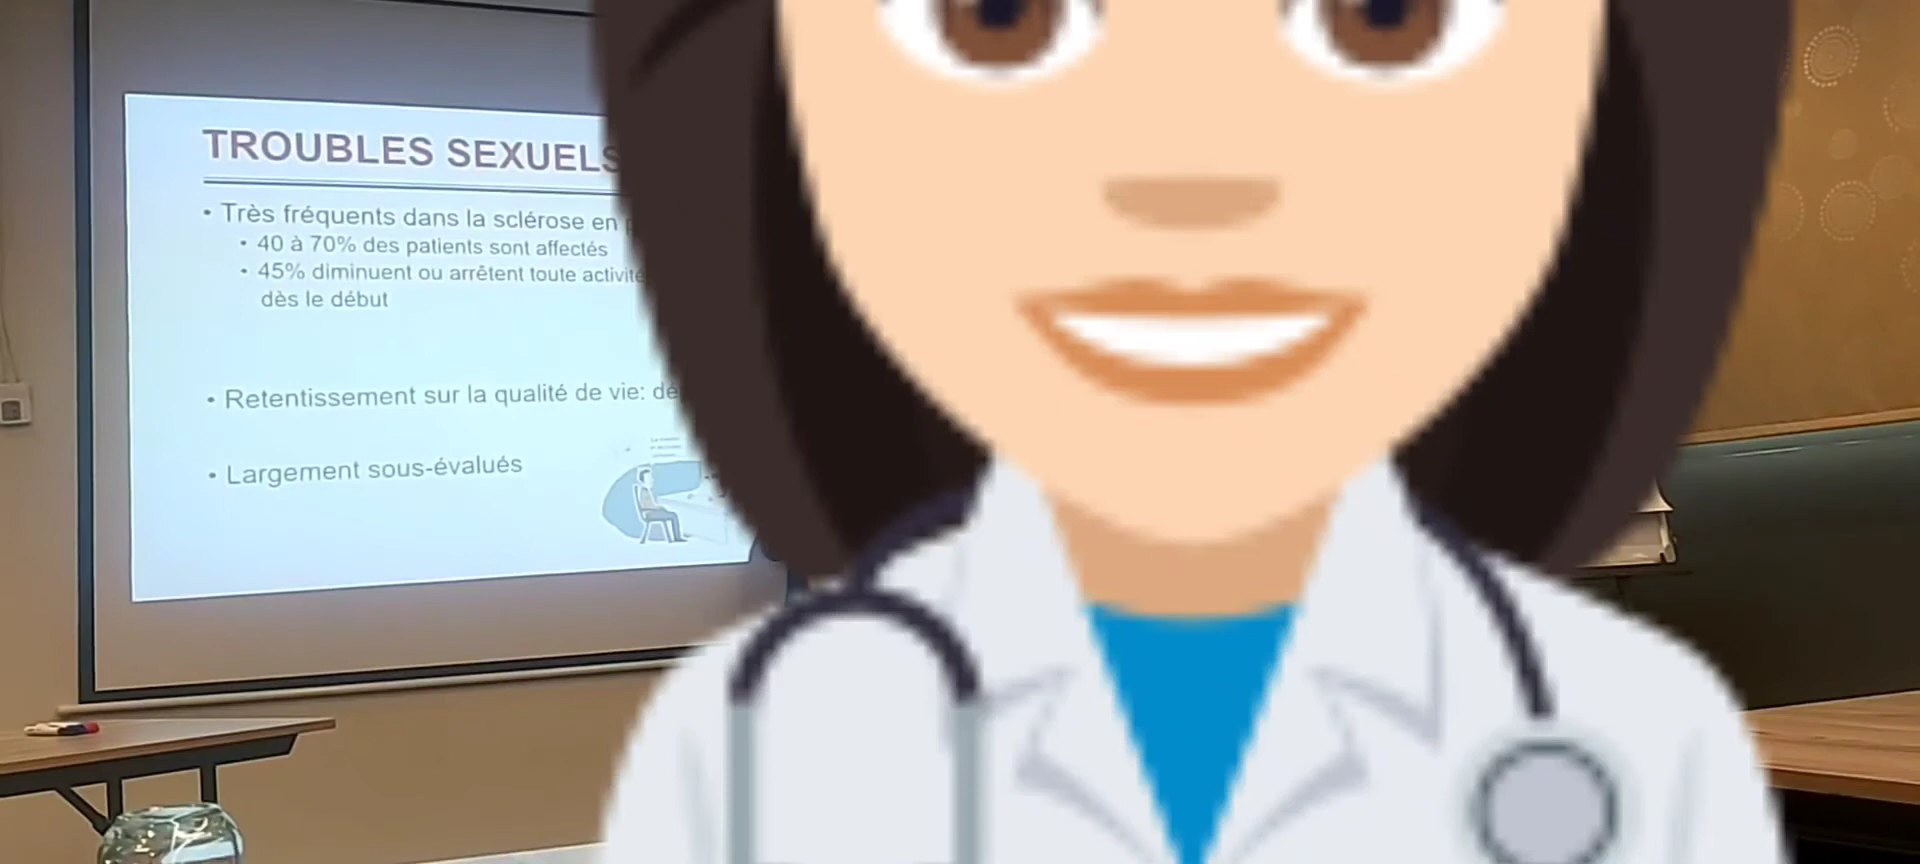 TROUBLES SEXUELS
• Très fréquents dans la sclérose en
• 40 à 70% des patients sont affectés
• 45% diminuent ou arrêtent toute activité
dès le début
• Retentissement sur la qualité de vie: dé
• Largement sous-évalués